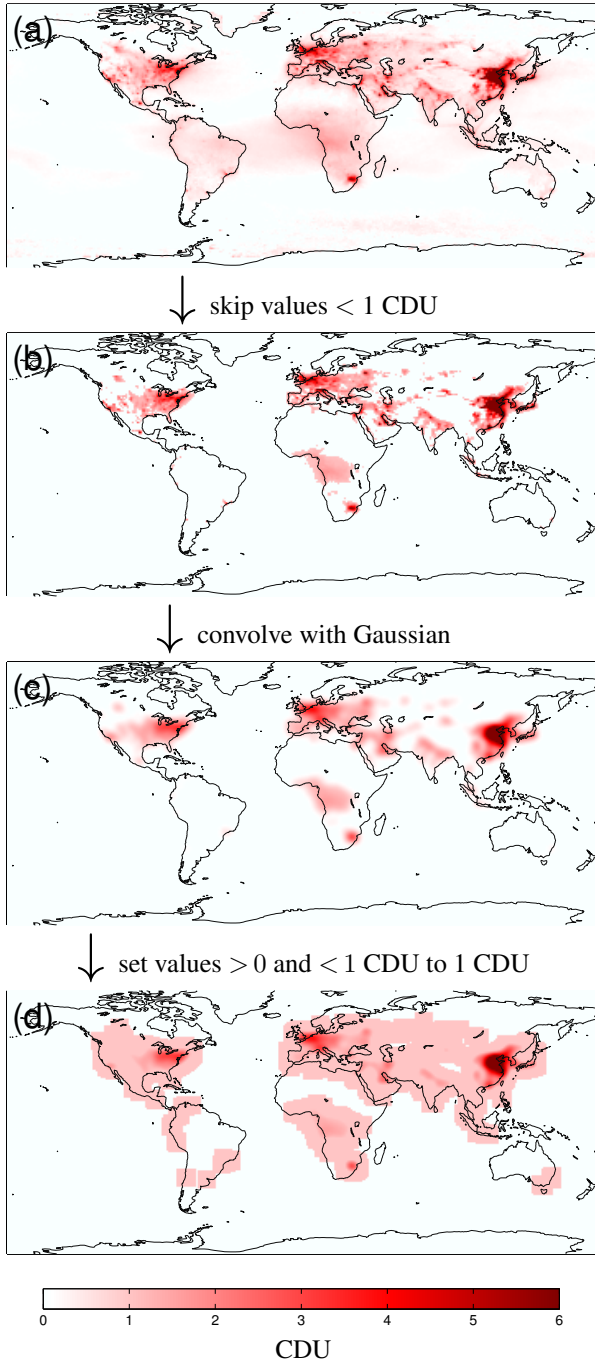 (a)
skip values < 1 CDU
(b)
convolve with Gaussian
(c)
set values > 0 and < 1 CDU to 1 CDU
(d)
0 1 2 3 4 5 6
CDU